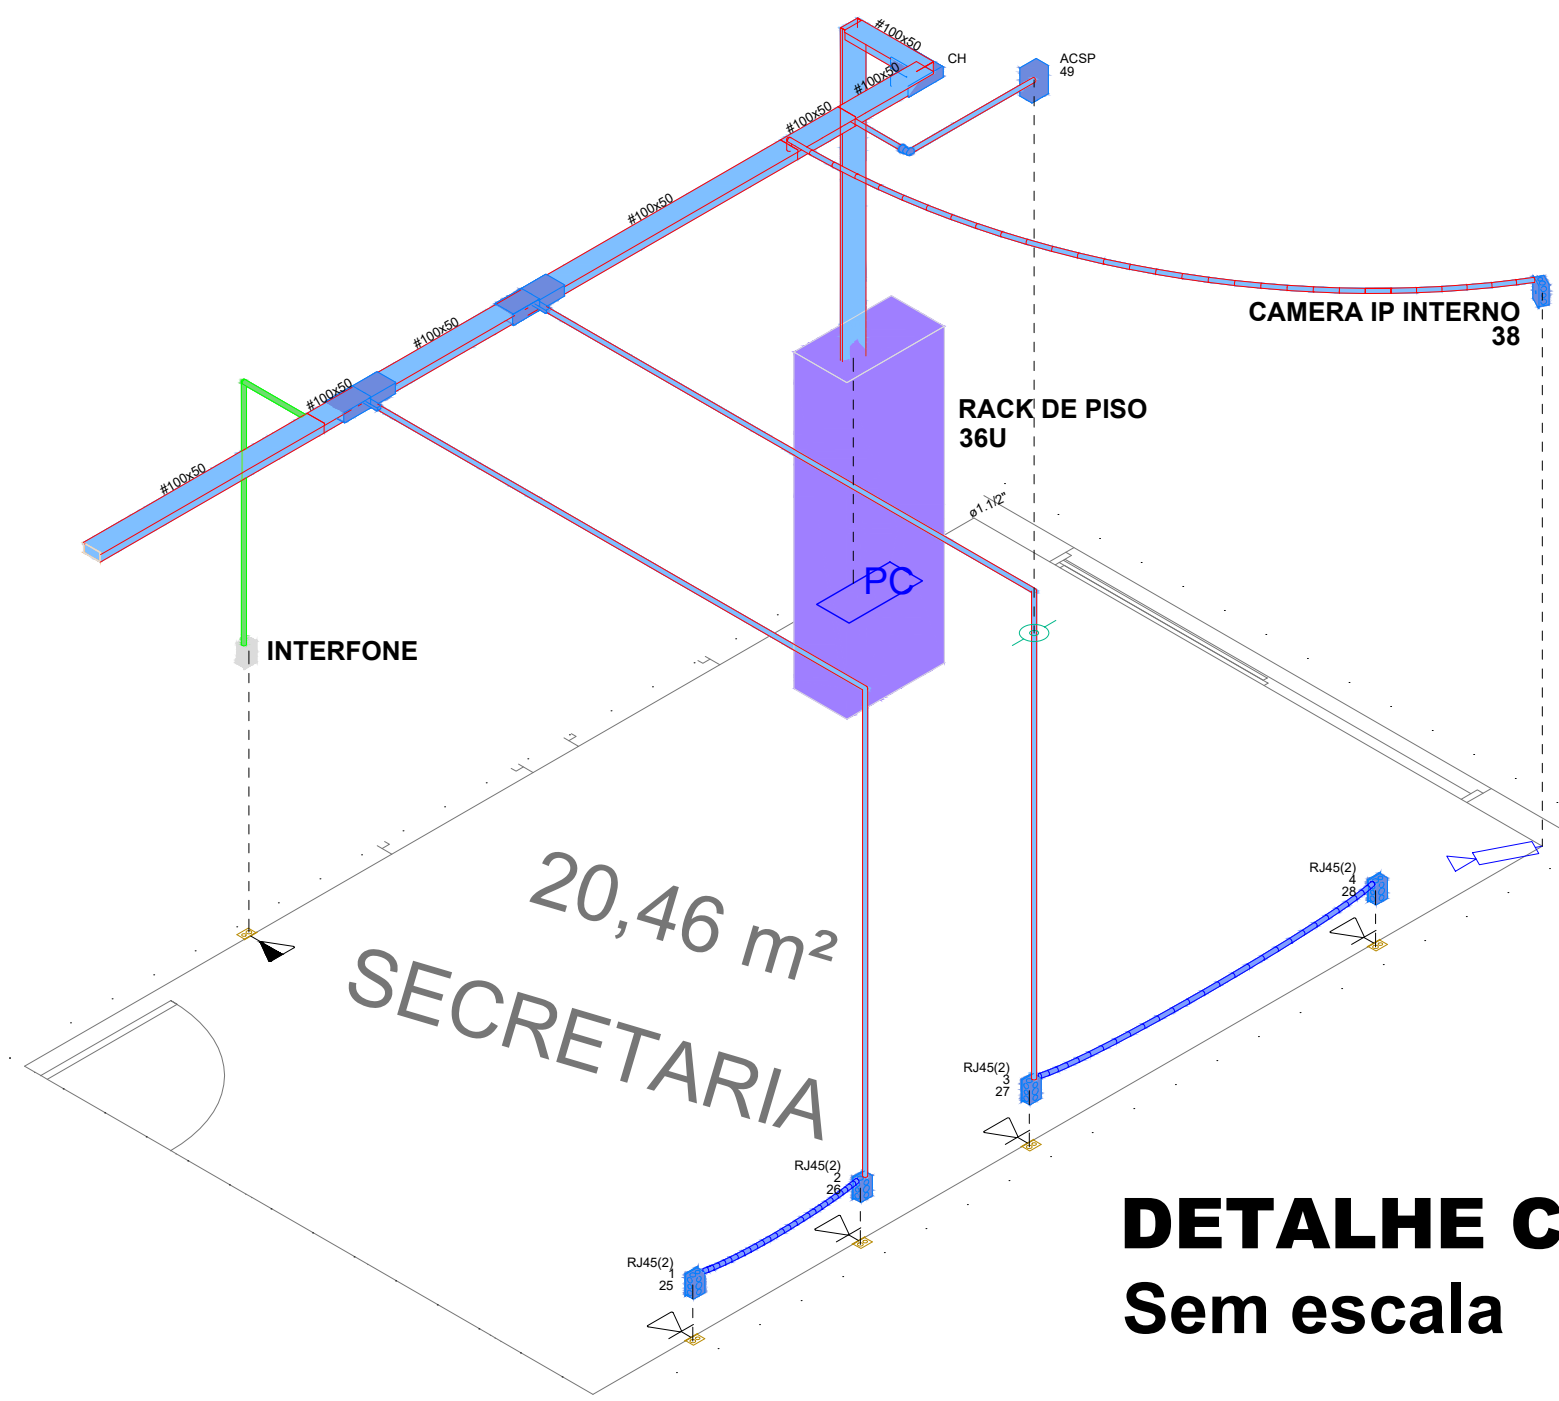 #100x50
CH
ACSP
49
#100x50
#100x50
#100x50
#100x50
#100x50
#100x50
CAMERA IP INTERNO
38
RACK DE PISO
36U
ø1.1/2"
PC
INTERFONE
20,46 m²
SECRETARIA
RJ45(2)
4
28
RJ45(2)
3
27
RJ45(2)
2
26
RJ45(2)
1
25
DETALHE C
Sem escala